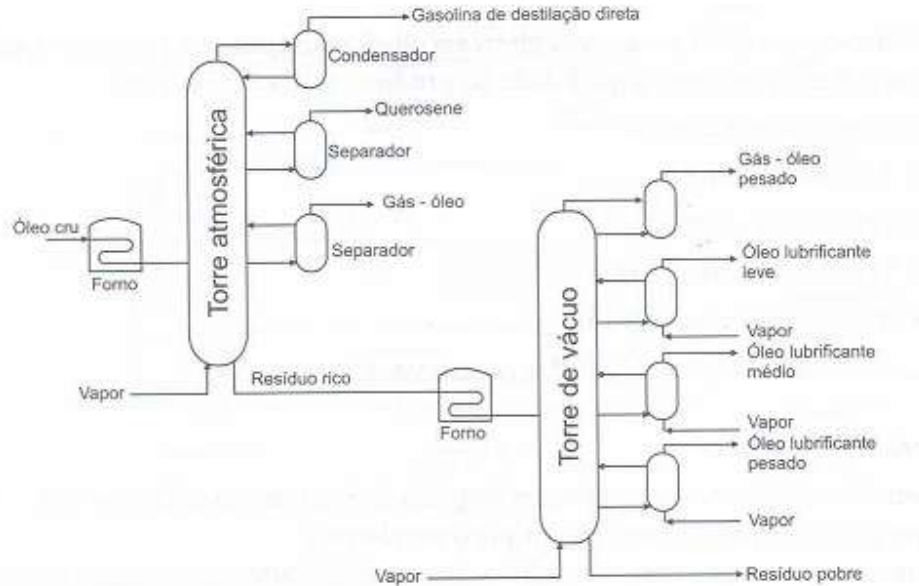 Gasolina de destilação direta
Condensador
Querosene
Separador
Gás - óleo
Separador
Óleo cru
Forno
Torre atmosférica
Vapor
Resíduo rico
Forno
Torre de vácuo
Gás - óleo
pesado
Óleo lubrificante
leve
Vapor
Óleo lubrificante
médio
Vapor
Óleo lubrificante
pesado
Vapor
Vapor
Resíduo pobre